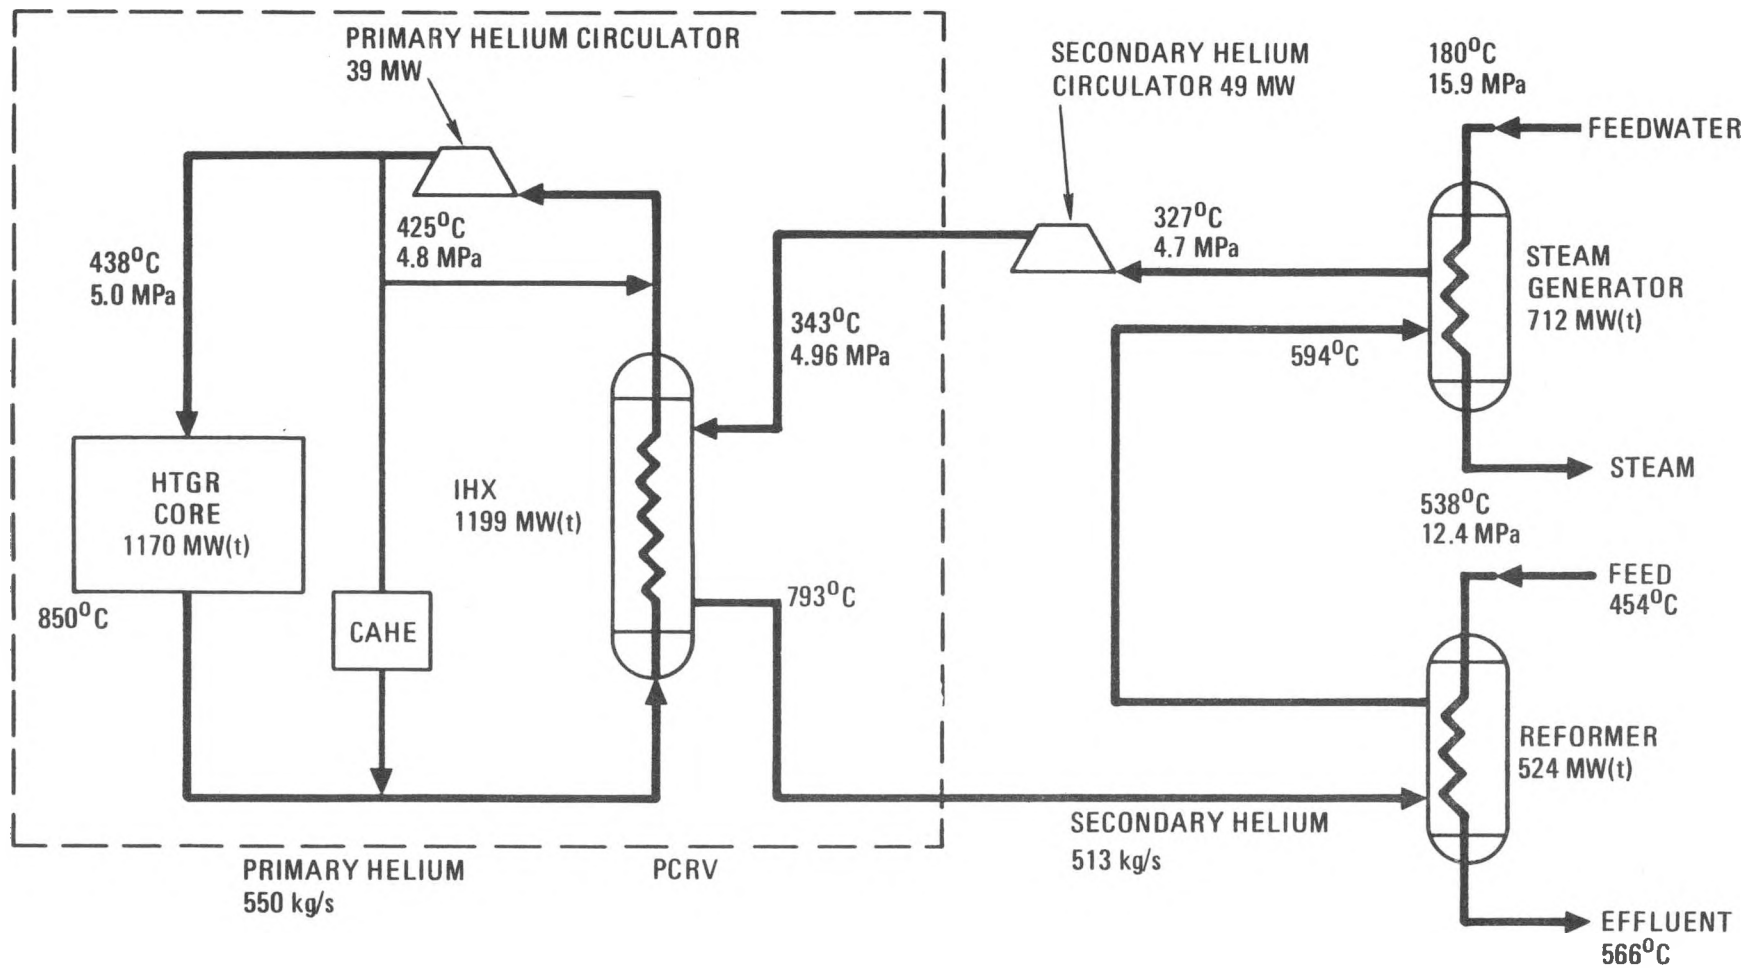 PRIMARY HELIUM CIRCULATOR
39 MW
SECONDARY HELIUM
CIRCULATOR 49 MW
180°C
15.9 MPa
FEEDWATER
425°C
4.8 MPa
438°C
5.0 MPa
327°C
4.7 MPa
STEAM
GENERATOR
712 MW(t)
343°C
4.96 MPa
594°C
HTGR
CORE
1170 MW(t)
IHX
1199 MW(t)
STEAM
538°C
12.4 MPa
850°C
CAHE
793°C
FEED
454°C
REFORMER
524 MW(t)
SECONDARY HELIUM
513 kg/s
PRIMARY HELIUM
550 kg/s
PCRV
EFFLUENT
566°C